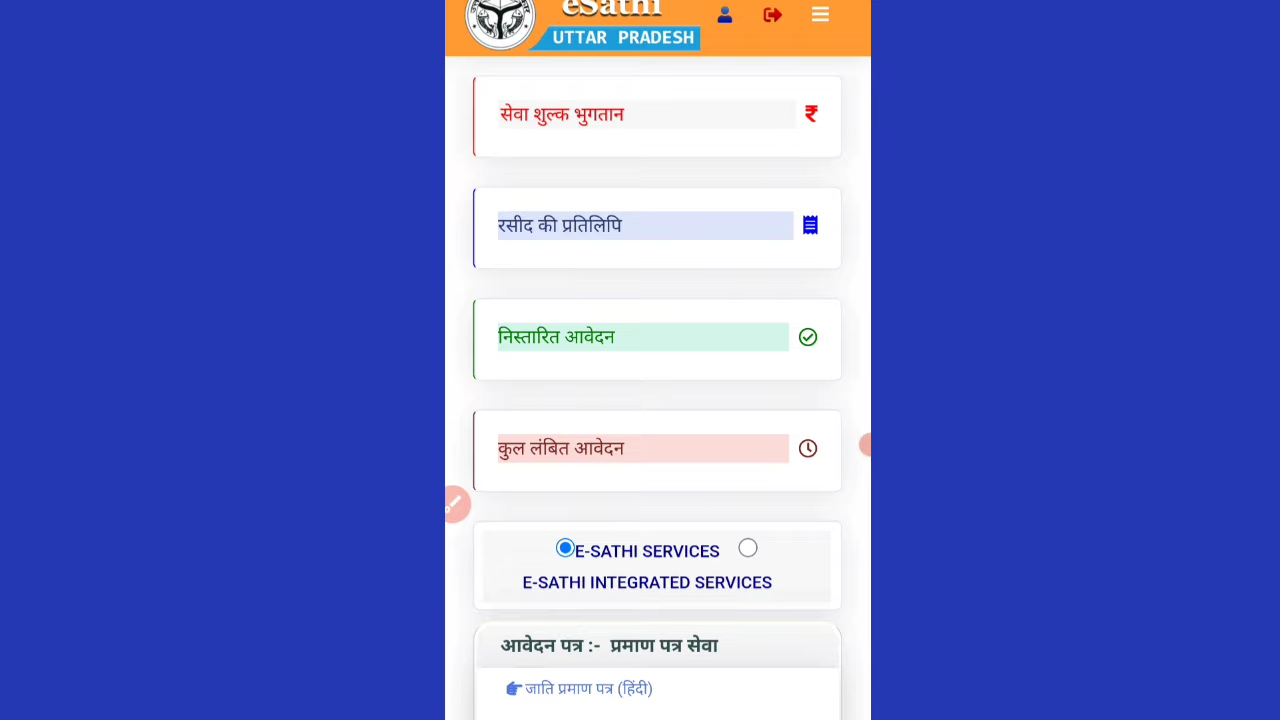 eSathi
UTTAR PRADESH
सेवा शुल्क भुगतान
रसीद की प्रतिलिपि
निस्तारित आवेदन
कुल लंबित आवेदन
E-SATHI SERVICES
E-SATHI INTEGRATED SERVICES
आवेदन पत्र :- प्रमाण पत्र सेवा
जाति प्रमाण पत्र (हिंदी)